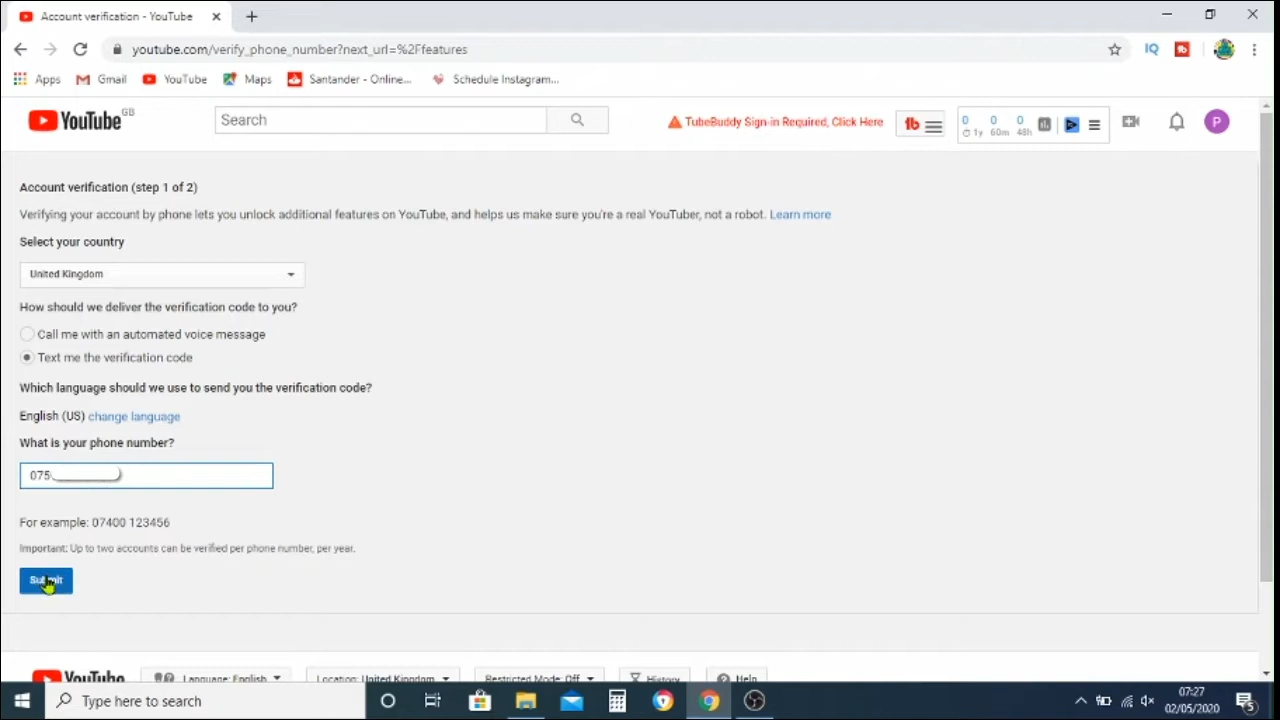 Account verification - YouTube
youtube.com/verify_phone_number?next_url=%2Ffeatures
IQ
tb
Apps Gmail YouTube Maps Santander - Online... Schedule Instagram...
YouTube GB
Search
TubeBuddy Sign-in Required, Click Here
tb
0 0 0
1y 60m 48h
P
Account verification (step 1 of 2)
Verifying your account by phone lets you unlock additional features on YouTube, and helps us make sure you're a real YouTuber, not a robot. Learn more
Select your country
United Kingdom
How should we deliver the verification code to you?
Call me with an automated voice message
Text me the verification code
Which language should we use to send you the verification code?
English (US) change language
What is your phone number?
075
For example: 07400 123456
Important: Up to two accounts can be verified per phone number, per year.
Submit
YouTube Language: English Location: United Kingdom Restricted Mode: Off History Help
Type here to search
07:27
02/05/2020
5